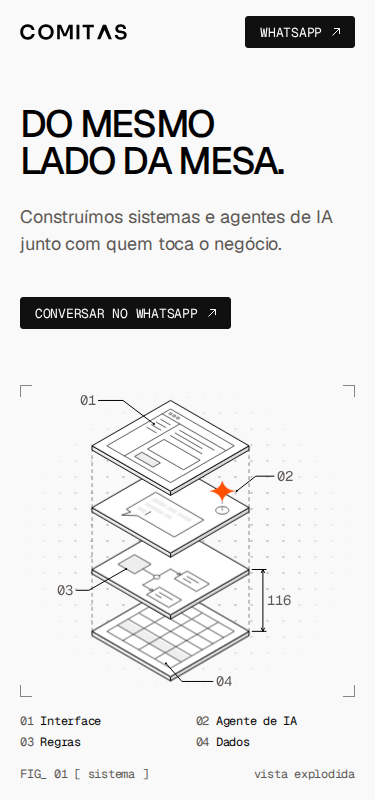 COMITAS
WHATSAPP ↗
DO MESMO
LADO DA MESA.
Construímos sistemas e agentes de IA
junto com quem toca o negócio.
CONVERSAR NO WHATSAPP ↗
01
02
03
116
04
01 Interface
02 Agente de IA
03 Regras
04 Dados
FIG_ 01 [ sistema ]
vista explodida